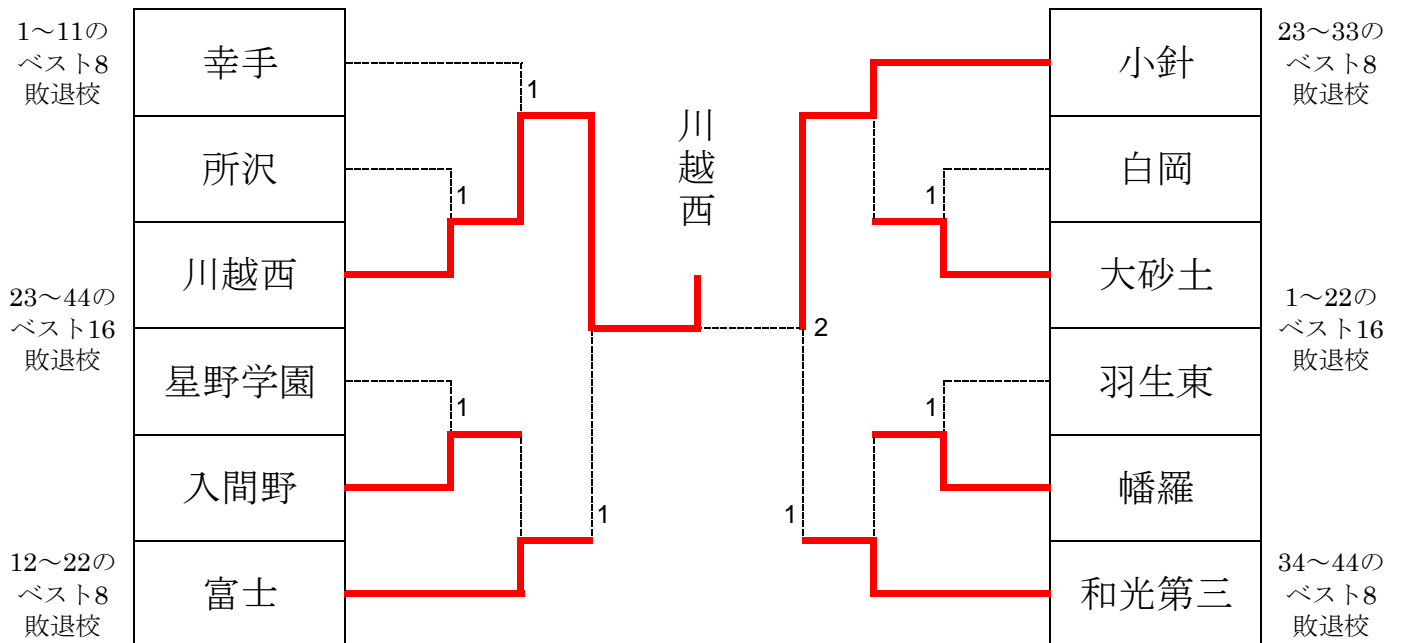 1～11の
ベスト8
敗退校
幸手
所沢
川越西
23～44の
ベスト16
敗退校
星野学園
入間野
12～22の
ベスト8
敗退校
富士
1
1
1
1
川越西
2
1
1
1
小針
白岡
大砂土
羽生東
幡羅
和光第三
23～33の
ベスト8
敗退校
1～22の
ベスト16
敗退校
34～44の
ベスト8
敗退校